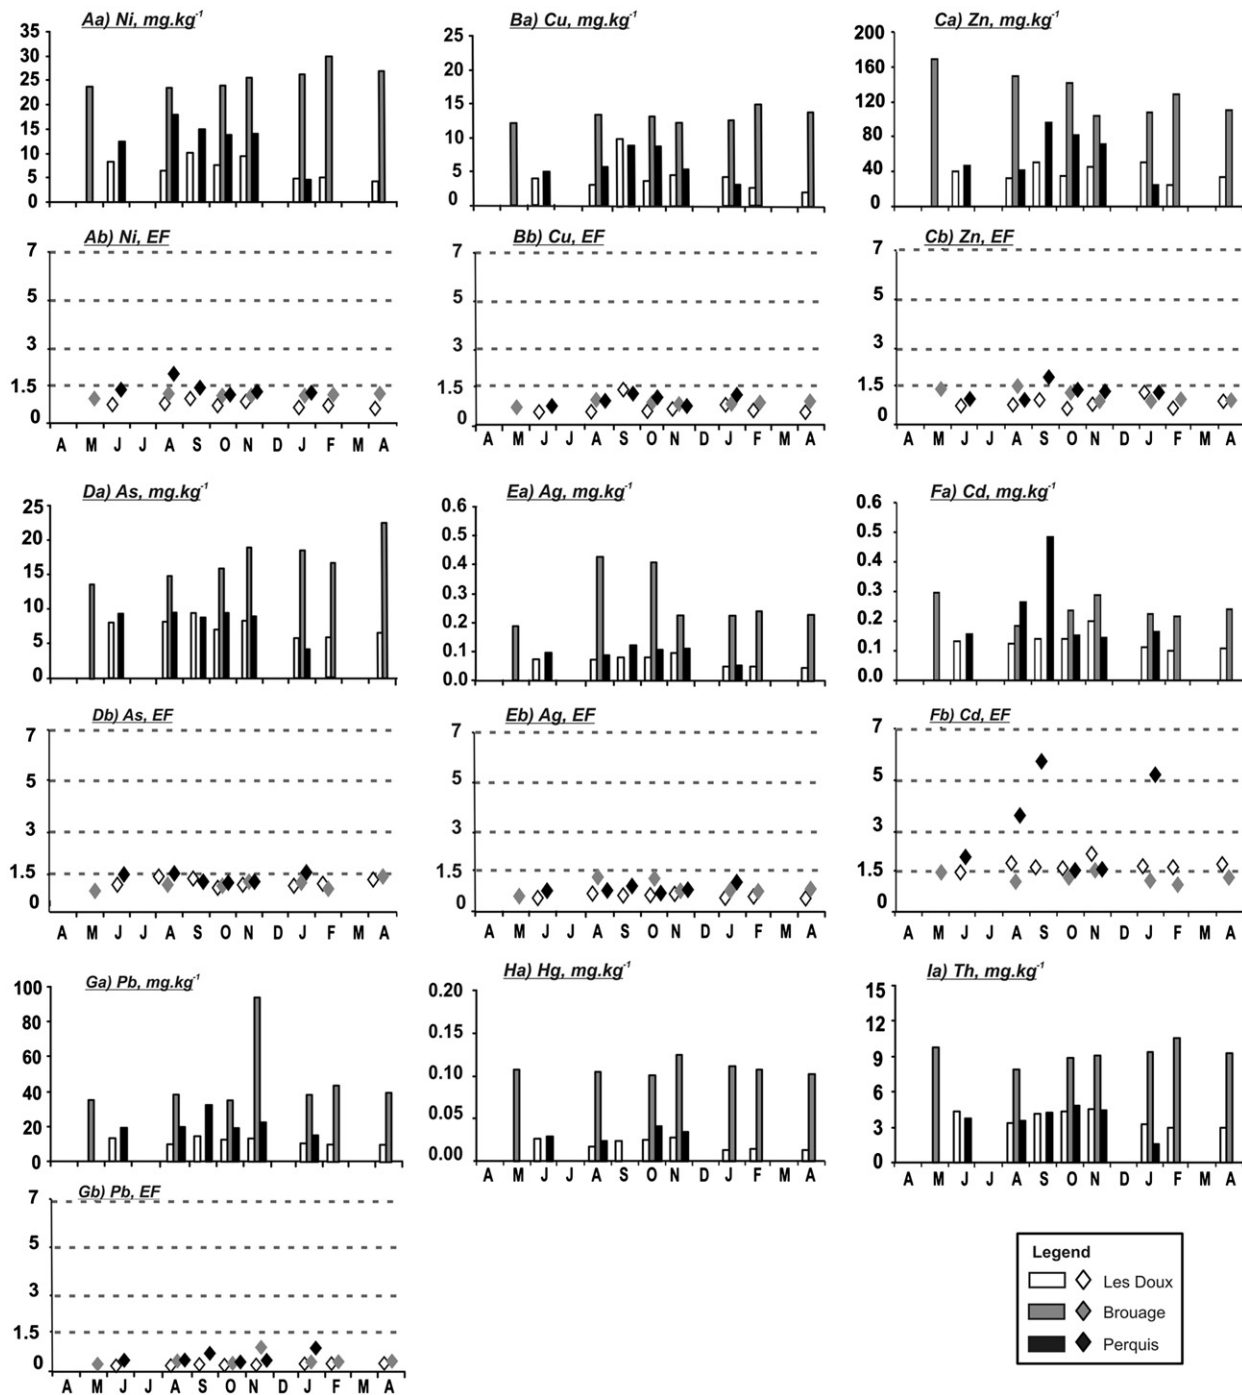 Aa) Ni, mg.kg-1 Ba) Cu, mg.kg-1 Ca) Zn, mg.kg-1
35 30 25 20 15 10 5 0
25 20 15 10 5 0
200 160 120 80 40 0
Ab) Ni, EF Bb) Cu, EF Cb) Zn, EF
7 5 3 1.5 0
7 5 3 1.5 0
7 5 3 1.5 0
A M J J A S O N D J F M A
A M J J A S O N D J F M A
A M J J A S O N D J F M A
Da) As, mg.kg-1 Ea) Ag, mg.kg-1 Fa) Cd, mg.kg-1
25 20 15 10 5 0
0.6 0.5 0.4 0.3 0.2 0.1 0.0
0.6 0.5 0.4 0.3 0.2 0.1 0.0
Db) As, EF Eb) Ag, EF Fb) Cd, EF
7 5 3 1.5 0
7 5 3 1.5 0
7 5 3 1.5 0
A M J J A S O N D J F M A
A M J J A S O N D J F M A
A M J J A S O N D J F M A
Ga) Pb, mg.kg-1 Ha) Hg, mg.kg-1 Ia) Th, mg.kg-1
100 80 60 40 20 0
0.20 0.15 0.10 0.05 0.00
15 12 9 6 3 0
A M J J A S O N D J F M A
A M J J A S O N D J F M A
Gb) Pb, EF
7 5 3 1.5 0
A M J J A S O N D J F M A
Legend
Les Doux
Brouage
Perquis